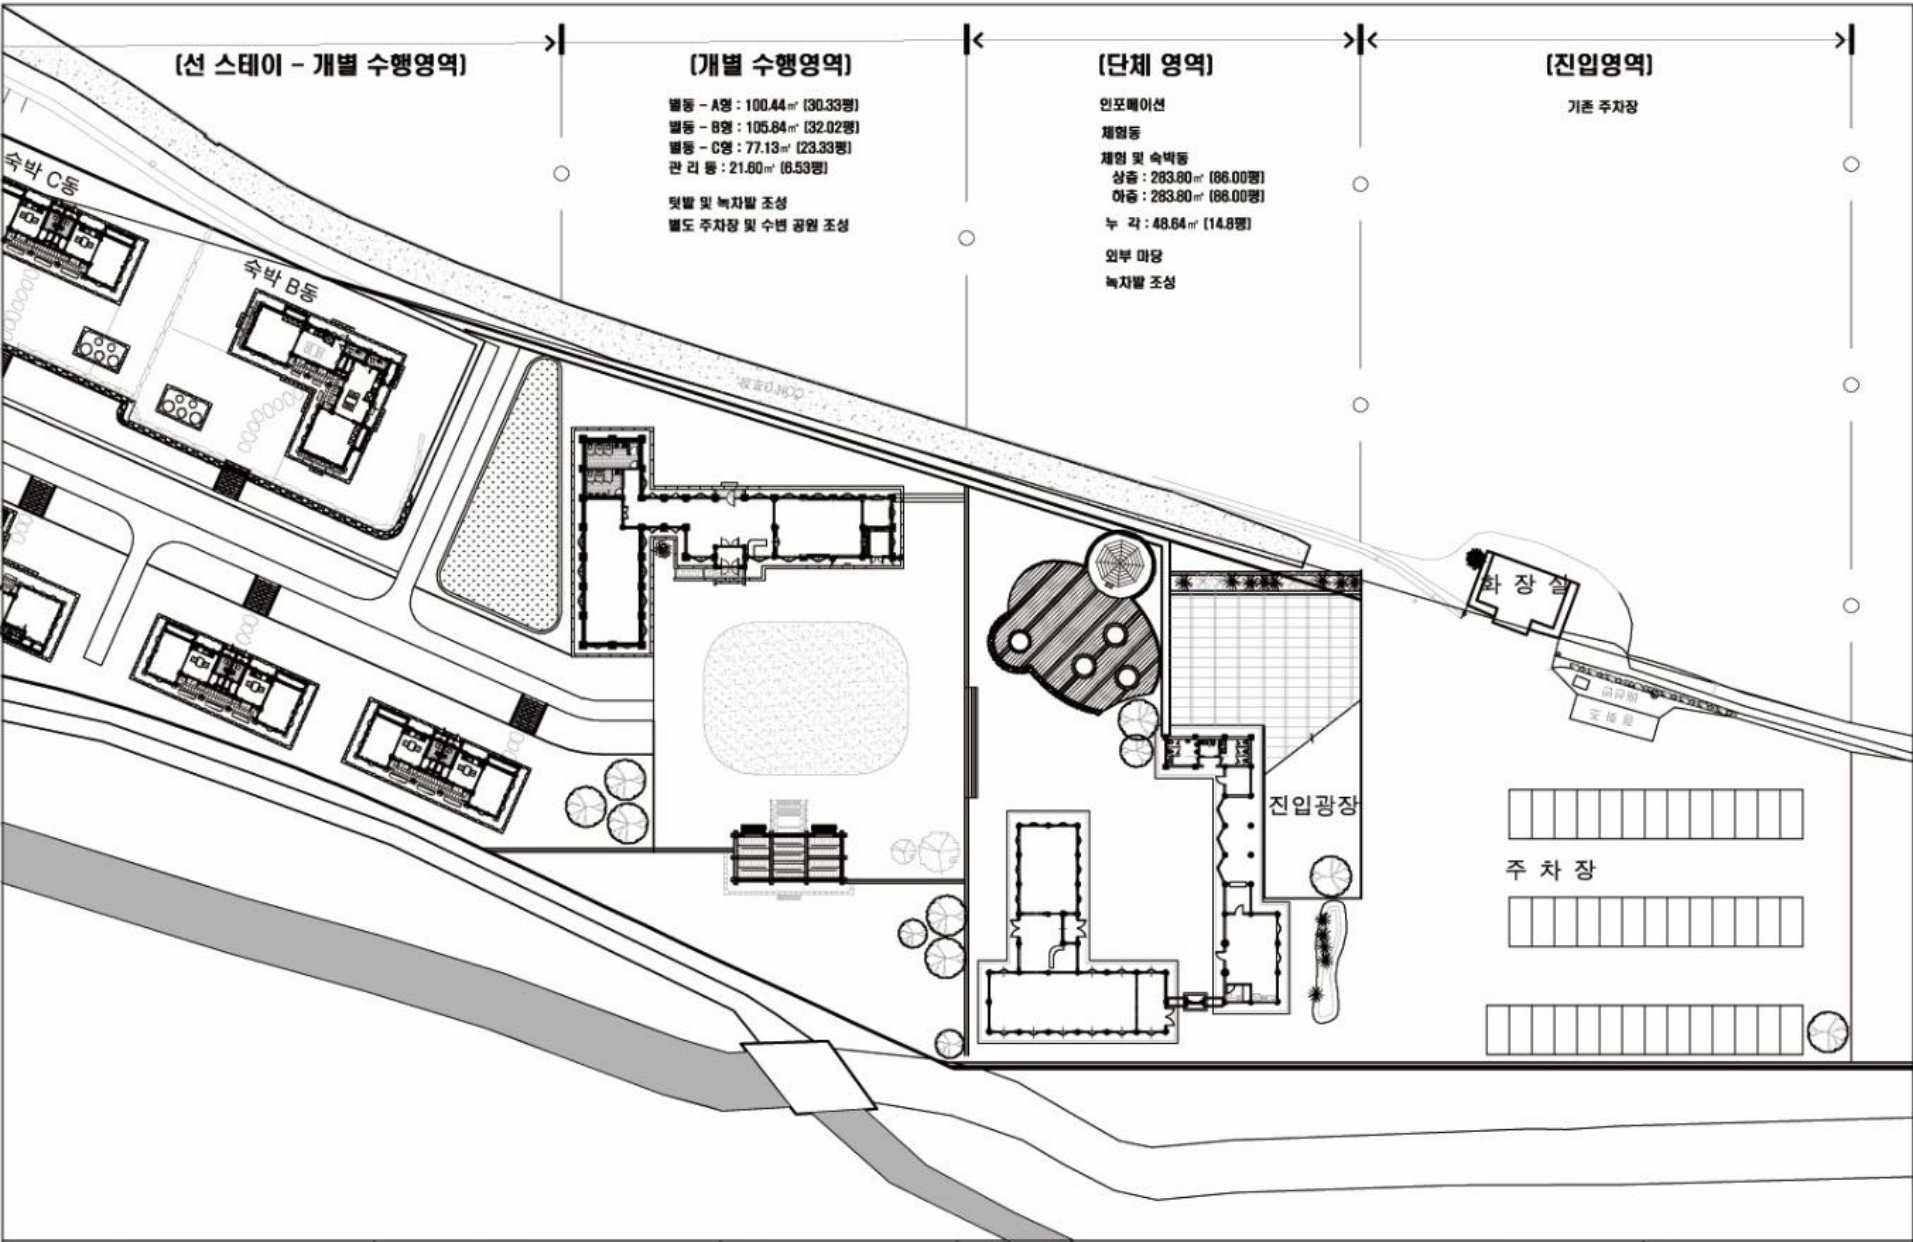 (선 스테이 - 개별 수행영역)
(개별 수행영역)
별동 - A형 : 100.44㎡ (30.33평)
별동 - B형 : 105.84㎡ (32.02평)
별동 - C형 : 77.13㎡ (23.33평)
관 리 동 : 21.60㎡ (6.53평)
텃밭 및 녹차밭 조성
별도 주차장 및 수변 공원 조성
(단체 영역)
인포메이션
체험동
체험 및 숙박동
상층 : 283.80㎡ (86.00평)
하층 : 283.80㎡ (86.00평)
누 각 : 48.64㎡ (14.8평)
외부 마당
녹차밭 조성
(진입영역)
기존 주차장
숙박 C동
숙박 B동
CON'C포장
화 장 실
진입광장
주 차 장